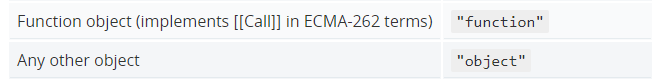 Function object (implements [[Call]] in ECMA-262 terms) "function"
Any other object "object"